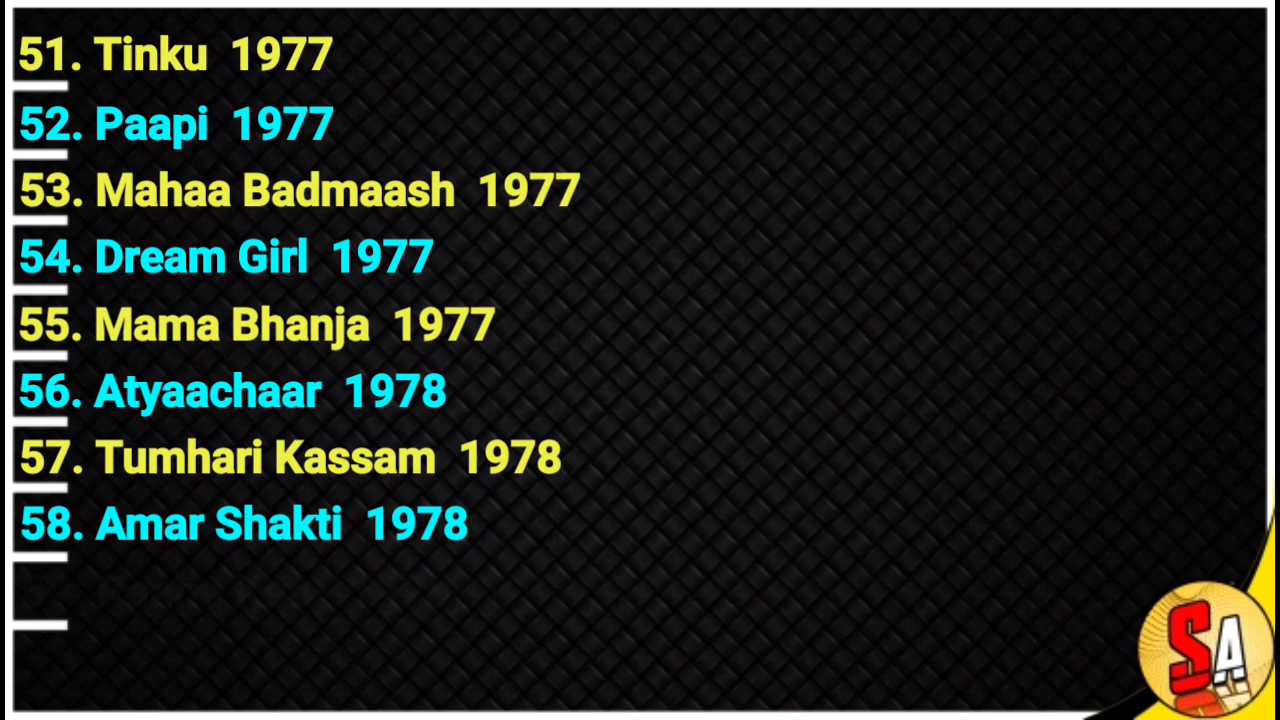 51. Tinku 1977
52. Paapi 1977
53. Mahaa Badmaash 1977
54. Dream Girl 1977
55. Mama Bhanja 1977
56. Atyaachaar 1978
57. Tumhari Kassam 1978
58. Amar Shakti 1978
SA